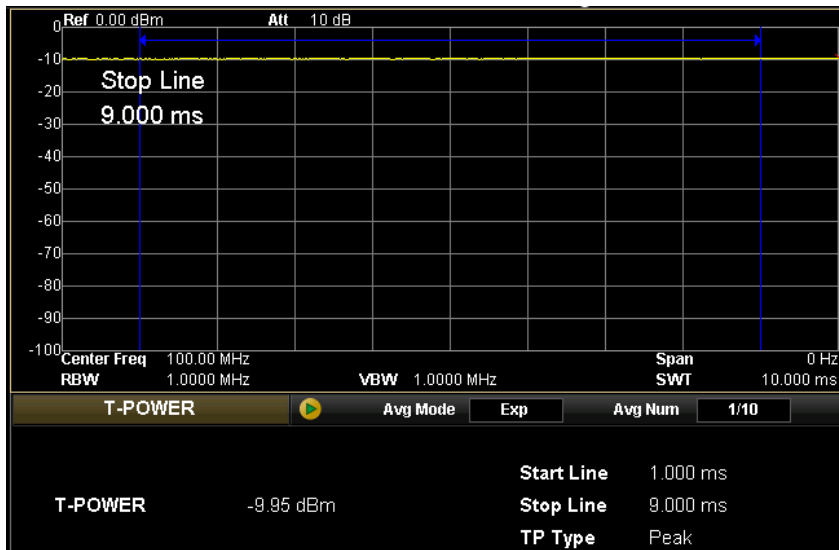 Ref 0.00 dBm Att 10 dB
0
-10
Stop Line
-20
9.000 ms
-30
-40
-50
-60
-70
-80
-90
-100
Center Freq 100.00 MHz Span 0 Hz
RBW 1.0000 MHz VBW 1.0000 MHz SWT 10.000 ms
T-POWER Avg Mode Exp Avg Num 1/10
Start Line 1.000 ms
T-POWER -9.95 dBm Stop Line 9.000 ms
TP Type Peak